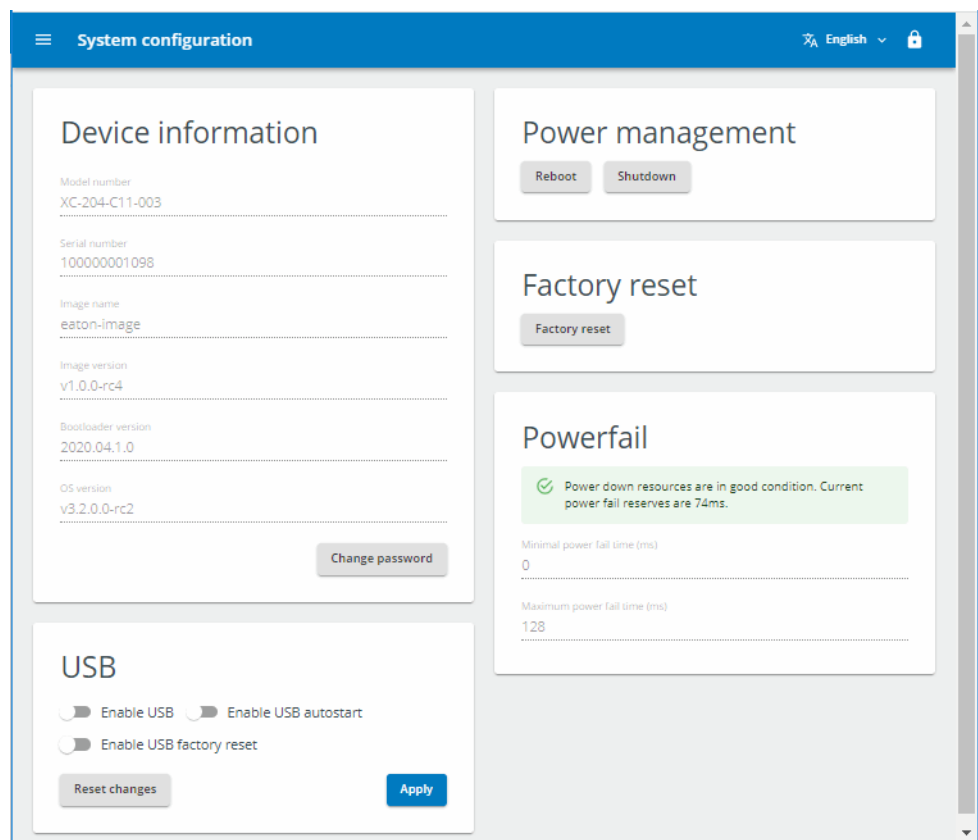 System configuration
English
Device information
Model number
XC-204-C11-003
Serial number
100000001098
Image name
eaton-image
Image version
v1.0.0-rc4
Bootloader version
2020.04.1.0
OS version
v3.2.0.0-rc2
Change password
USB
Enable USB
Enable USB autostart
Enable USB factory reset
Reset changes
Apply
Power management
Reboot
Shutdown
Factory reset
Factory reset
Powerfail
Power down resources are in good condition. Current
power fail reserves are 74ms.
Minimal power fail time (ms)
0
Maximum power fail time (ms)
128